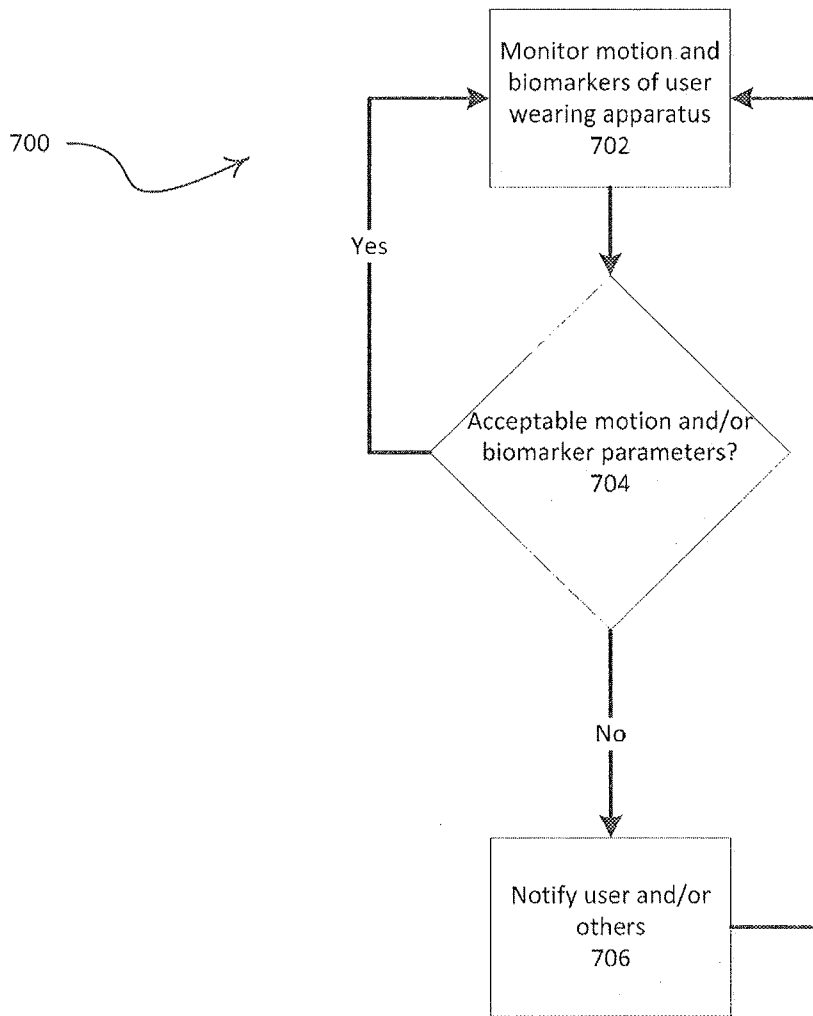 Monitor motion and
biomarkers of user
wearing apparatus
702
700
Yes
Acceptable motion and/or
biomarker parameters?
704
No
Notify user and/or
others
706